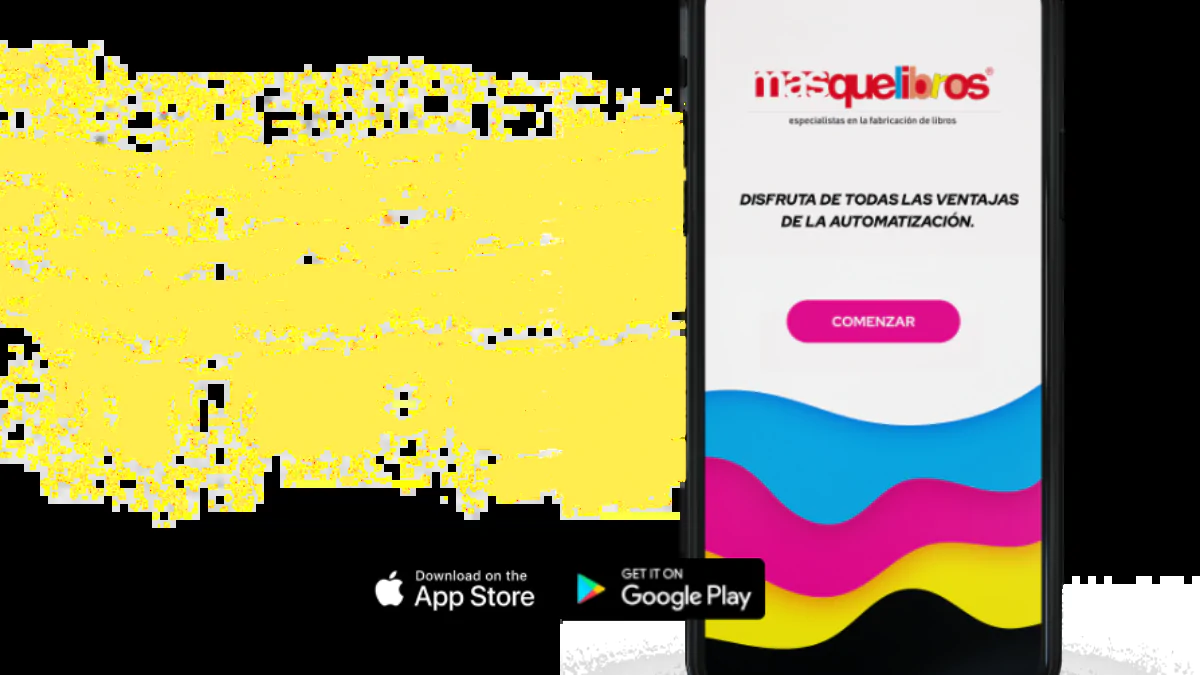 masquelibros®
especialistas en la fabricación de libros
DISFRUTA DE TODAS LAS VENTAJAS
DE LA AUTOMATIZACIÓN.
COMENZAR
Download on the
App Store
GET IT ON
Google Play